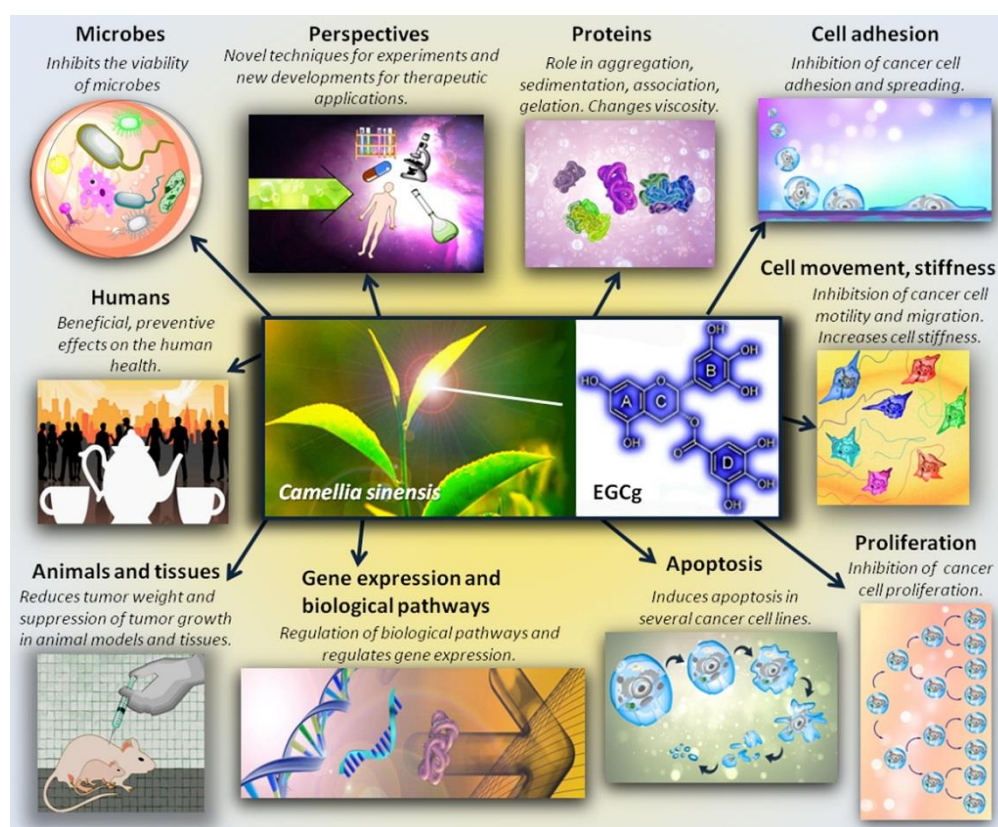 Microbes
Inhibits the viability
of microbes
Perspectives
Novel techniques for experiments and
new developments for therapeutic
applications.
Proteins
Role in aggregation,
sedimentation, association,
gelation. Changes viscosity.
Cell adhesion
Inhibition of cancer cell
adhesion and spreading.
Humans
Beneficial, preventive
effects on the human
health.
Camellia sinensis
OH
OH
B
OH
HO
O
A
C
O
OH
O
OH
D
OH
OH
EGCg
Cell movement, stiffness
Inhibitsion of cancer cell
motility and migration.
Increases cell stiffness.
Animals and tissues
Reduces tumor weight and
suppression of tumor growth
in animal models and tissues.
Gene expression and
biological pathways
Regulation of biological pathways and
regulates gene expression.
Apoptosis
Induces apoptosis in
several cancer cell lines.
Proliferation
Inhibition of cancer
cell proliferation.